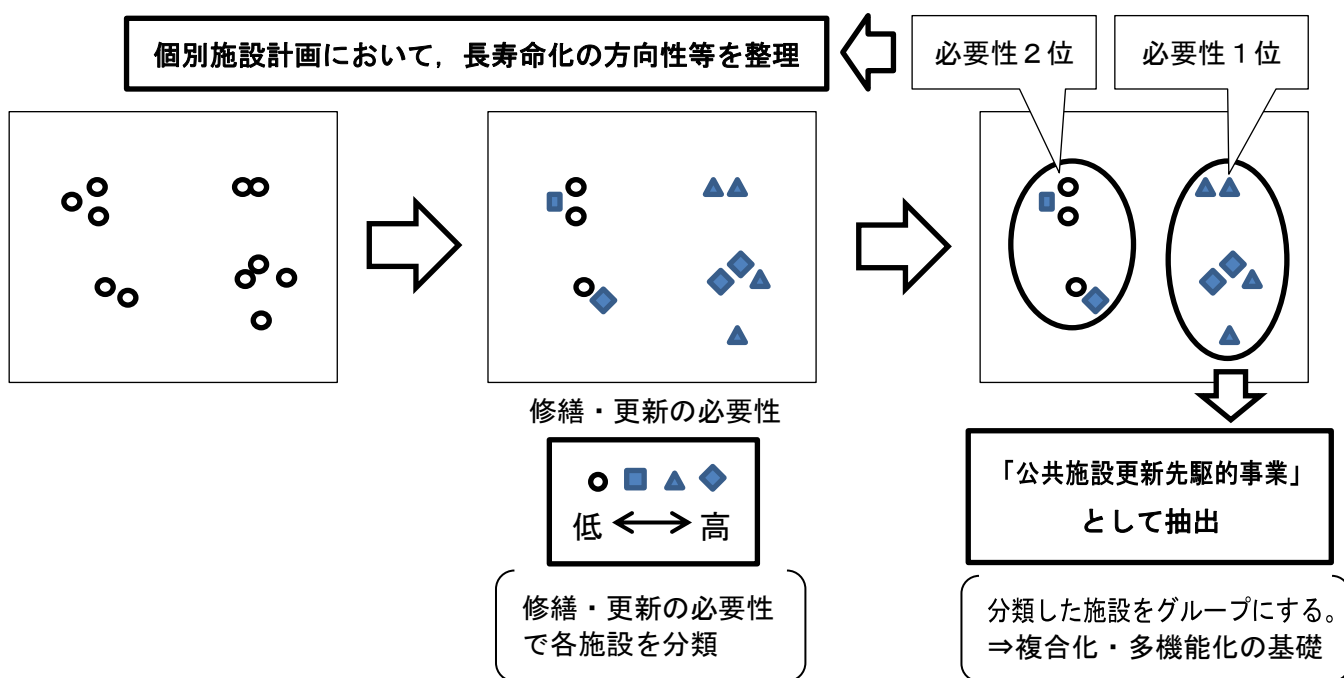 個別施設計画において，長寿命化の方向性等を整理
必要性２位
必要性１位
修繕・更新の必要性
低
高
修繕・更新の必要性
で各施設を分類
「公共施設更新先駆的事業」
として抽出
分類した施設をグループにする。
⇒複合化・多機能化の基礎